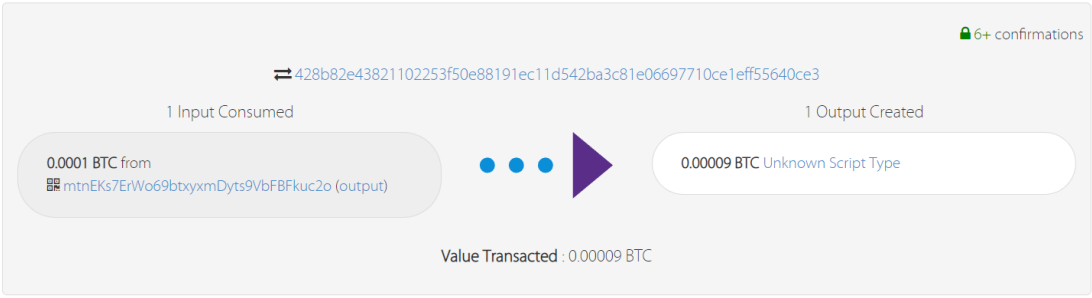 6+ confirmations
428b82e43821102253f50e88191ec11d542ba3c81e06697710ce1eff55640ce3
1 Input Consumed
1 Output Created
0.0001 BTC from
mtnEKs7ErWo69btxyxmDyts9VbFBFkuc2o (output)
0.00009 BTC Unknown Script Type
Value Transacted : 0.00009 BTC